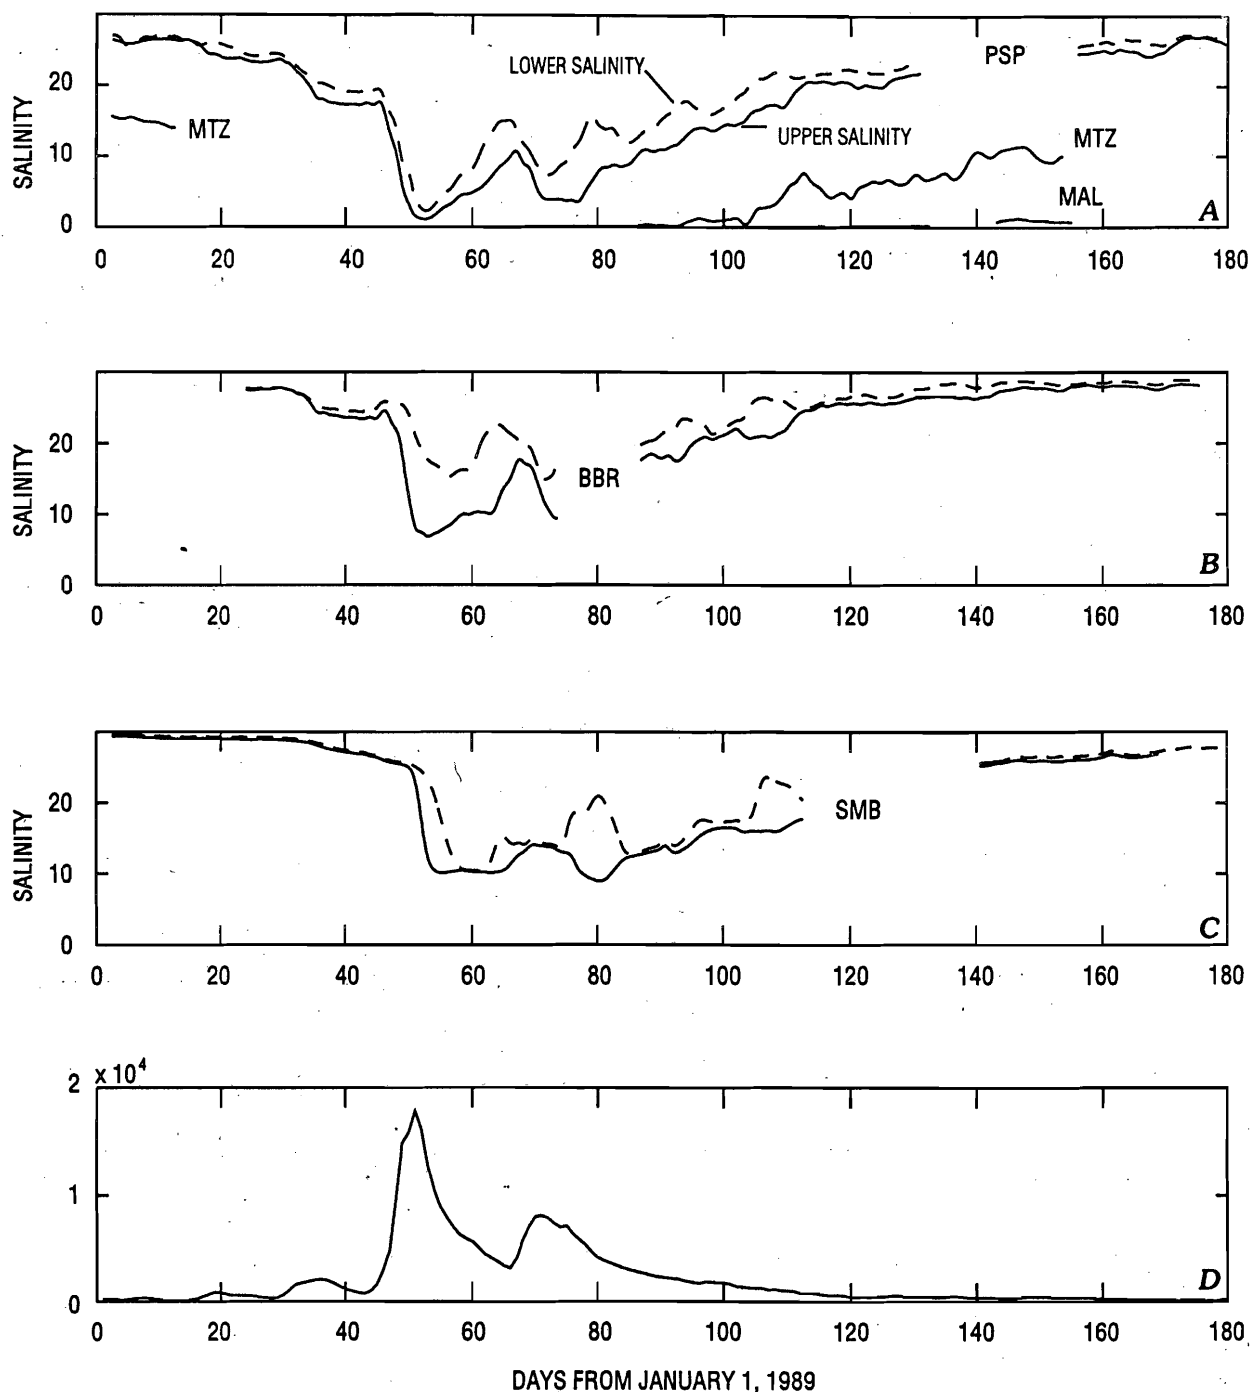 SALINITY
20
10
0
LOWER SALINITY
PSP
MTZ
UPPER SALINITY
MTZ
MAL
A
0 20 40 60 80 100 120 140 160 180
SALINITY
20
10
0
BBR
B
0 20 40 60 80 100 120 140 160 180
SALINITY
20
10
0
SMB
C
0 20 40 60 80 100 120 140 160 180
2 x 10⁴
1
0
D
0 20 40 60 80 100 120 140 160 180
DAYS FROM JANUARY 1, 1989